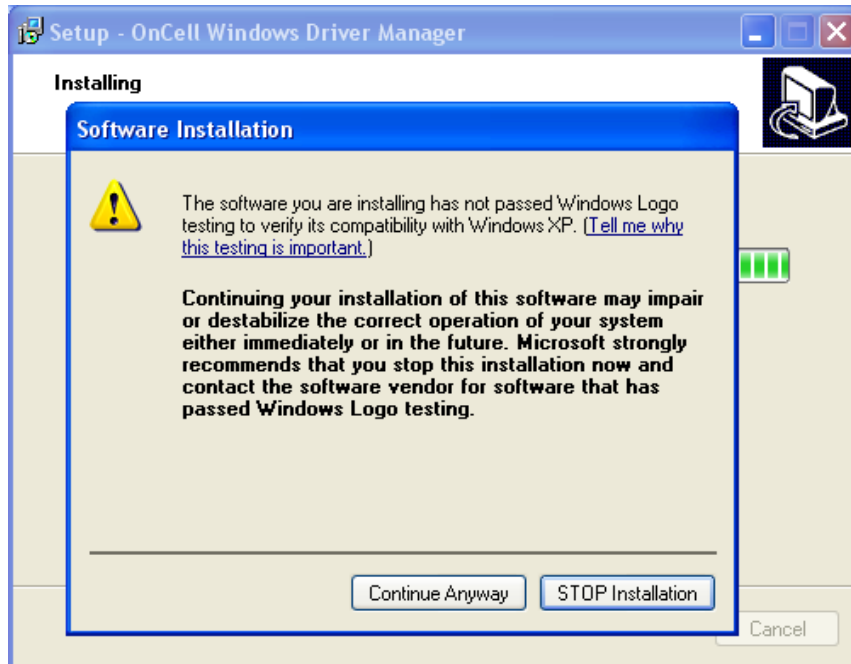 Setup - OnCell Windows Driver Manager
Installing
Software Installation
The software you are installing has not passed Windows Logo
testing to verify its compatibility with Windows XP. (Tell me why
this testing is important.)
Continuing your installation of this software may impair
or destabilize the correct operation of your system
either immediately or in the future. Microsoft strongly
recommends that you stop this installation now and
contact the software vendor for software that has
passed Windows Logo testing.
Continue Anyway
STOP Installation
Cancel